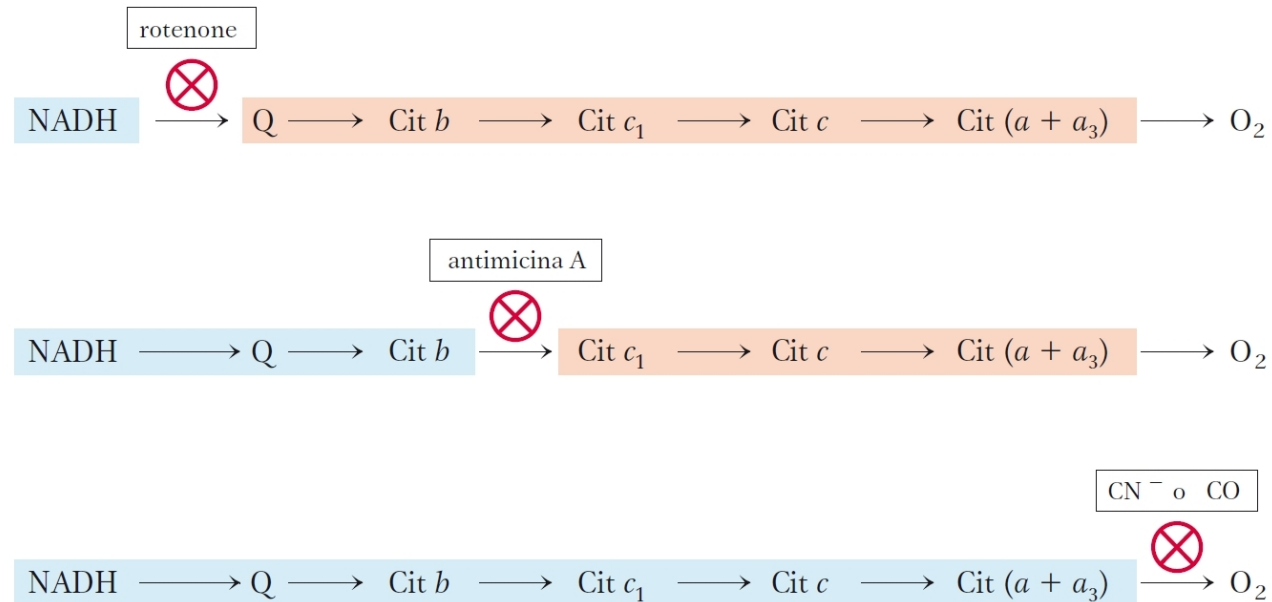 rotenone
NADH → Q → Cit b → Cit c₁ → Cit c → Cit (a + a₃) → O₂
antimicina A
NADH → Q → Cit b → Cit c₁ → Cit c → Cit (a + a₃) → O₂
CN⁻ o CO
NADH → Q → Cit b → Cit c₁ → Cit c → Cit (a + a₃) → O₂